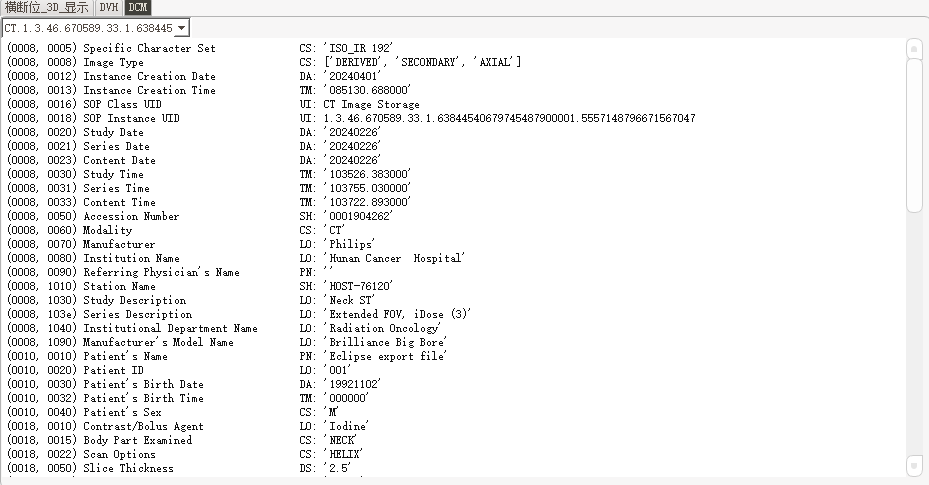 横断位_3D_显示 DVH DCM
CT.1.3.46.670589.33.1.638445
(0008, 0005) Specific Character Set CS: 'ISO_IR 192'
(0008, 0008) Image Type CS: ['DERIVED', 'SECONDARY', 'AXIAL']
(0008, 0012) Instance Creation Date DA: '20240401'
(0008, 0013) Instance Creation Time TM: '085130.688000'
(0008, 0016) SOP Class UID UI: CT Image Storage
(0008, 0018) SOP Instance UID UI: 1.3.46.670589.33.1.63844540679745487900001.5557148796671567047
(0008, 0020) Study Date DA: '20240226'
(0008, 0021) Series Date DA: '20240226'
(0008, 0023) Content Date DA: '20240226'
(0008, 0030) Study Time TM: '103526.383000'
(0008, 0031) Series Time TM: '103755.030000'
(0008, 0033) Content Time TM: '103722.893000'
(0008, 0050) Accession Number SH: '0001904262'
(0008, 0060) Modality CS: 'CT'
(0008, 0070) Manufacturer LO: 'Philips'
(0008, 0080) Institution Name LO: 'Hunan Cancer  Hospital'
(0008, 0090) Referring Physician's Name PN: ''
(0008, 1010) Station Name SH: 'HOST-76120'
(0008, 1030) Study Description LO: 'Neck ST'
(0008, 103e) Series Description LO: 'Extended FOV, iDose (3)'
(0008, 1040) Institutional Department Name LO: 'Radiation Oncology'
(0008, 1090) Manufacturer's Model Name LO: 'Brilliance Big Bore'
(0010, 0010) Patient's Name PN: 'Eclipse export file'
(0010, 0020) Patient ID LO: '001'
(0010, 0030) Patient's Birth Date DA: '19921102'
(0010, 0032) Patient's Birth Time TM: '000000'
(0010, 0040) Patient's Sex CS: 'M'
(0018, 0010) Contrast/Bolus Agent LO: 'Iodine'
(0018, 0015) Body Part Examined CS: 'NECK'
(0018, 0022) Scan Options CS: 'HELIX'
(0018, 0050) Slice Thickness DS: '2.5'